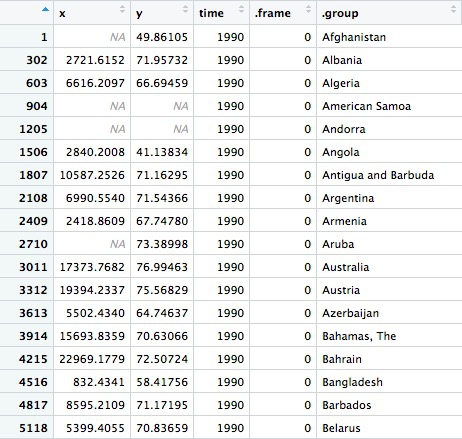 x y time .frame .group
1 NA 49.86105 1990 0 Afghanistan
302 2721.6152 71.95732 1990 0 Albania
603 6616.2097 66.69459 1990 0 Algeria
904 NA NA 1990 0 American Samoa
1205 NA NA 1990 0 Andorra
1506 2840.2008 41.13834 1990 0 Angola
1807 10587.2526 71.16295 1990 0 Antigua and Barbuda
2108 6990.5540 71.54366 1990 0 Argentina
2409 2418.8609 67.74780 1990 0 Armenia
2710 NA 73.38998 1990 0 Aruba
3011 17373.7682 76.99463 1990 0 Australia
3312 19394.2337 75.56829 1990 0 Austria
3613 5502.4340 64.74637 1990 0 Azerbaijan
3914 15693.8359 70.63066 1990 0 Bahamas, The
4215 22969.1779 72.50724 1990 0 Bahrain
4516 832.4341 58.41756 1990 0 Bangladesh
4817 8595.2109 71.17195 1990 0 Barbados
5118 5399.4055 70.83659 1990 0 Belarus